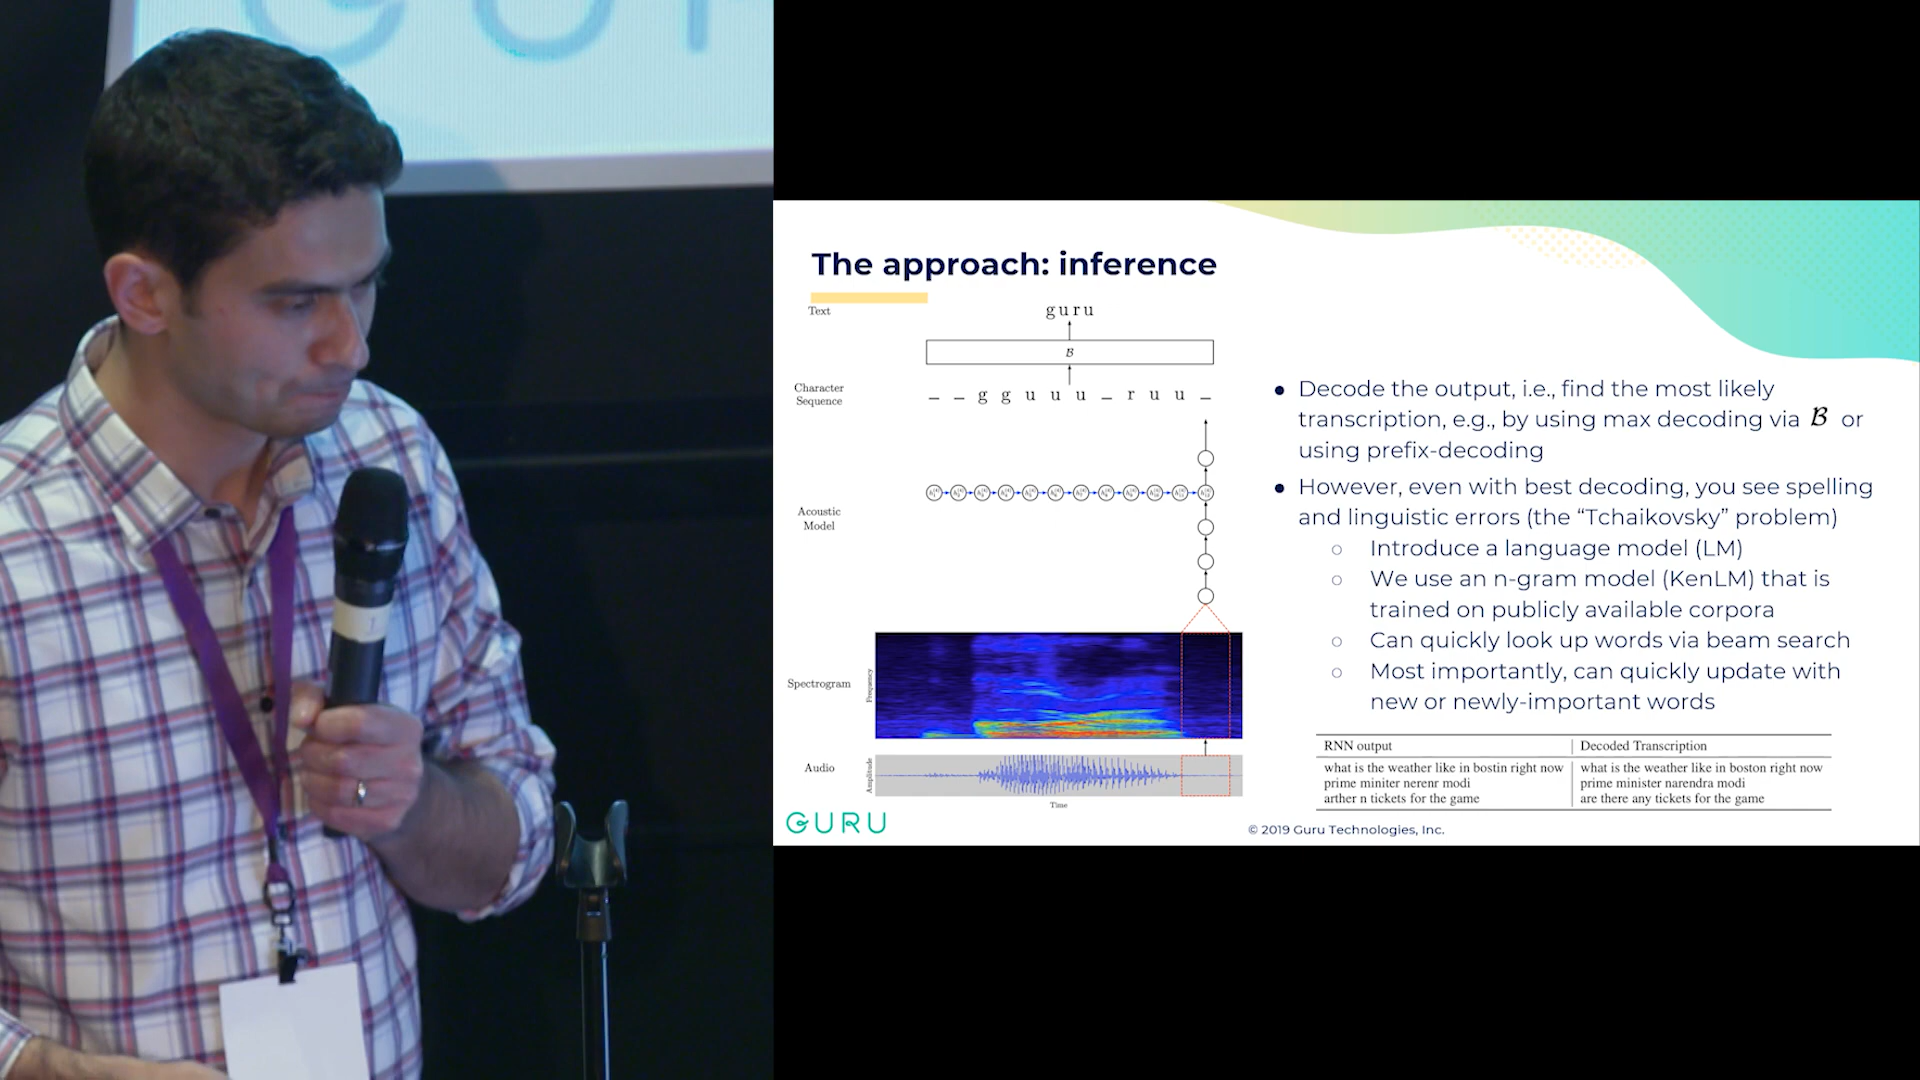 GUR
The approach: inference
Text
guru
B
Character
Sequence
_ _ g g u u u _ r u u _
Acoustic
Model
Spectrogram
Frequency
Audio
Amplitude
Time
GURU
● Decode the output, i.e., find the most likely
transcription, e.g., by using max decoding via B or
using prefix-decoding
● However, even with best decoding, you see spelling
and linguistic errors (the “Tchaikovsky” problem)
○ Introduce a language model (LM)
○ We use an n-gram model (KenLM) that is
trained on publicly available corpora
○ Can quickly look up words via beam search
○ Most importantly, can quickly update with
new or newly-important words
RNN output | Decoded Transcription
what is the weather like in bostin right now | what is the weather like in boston right now
prime miniter nerenr modi | prime minister narendra modi
arther n tickets for the game | are there any tickets for the game
© 2019 Guru Technologies, Inc.